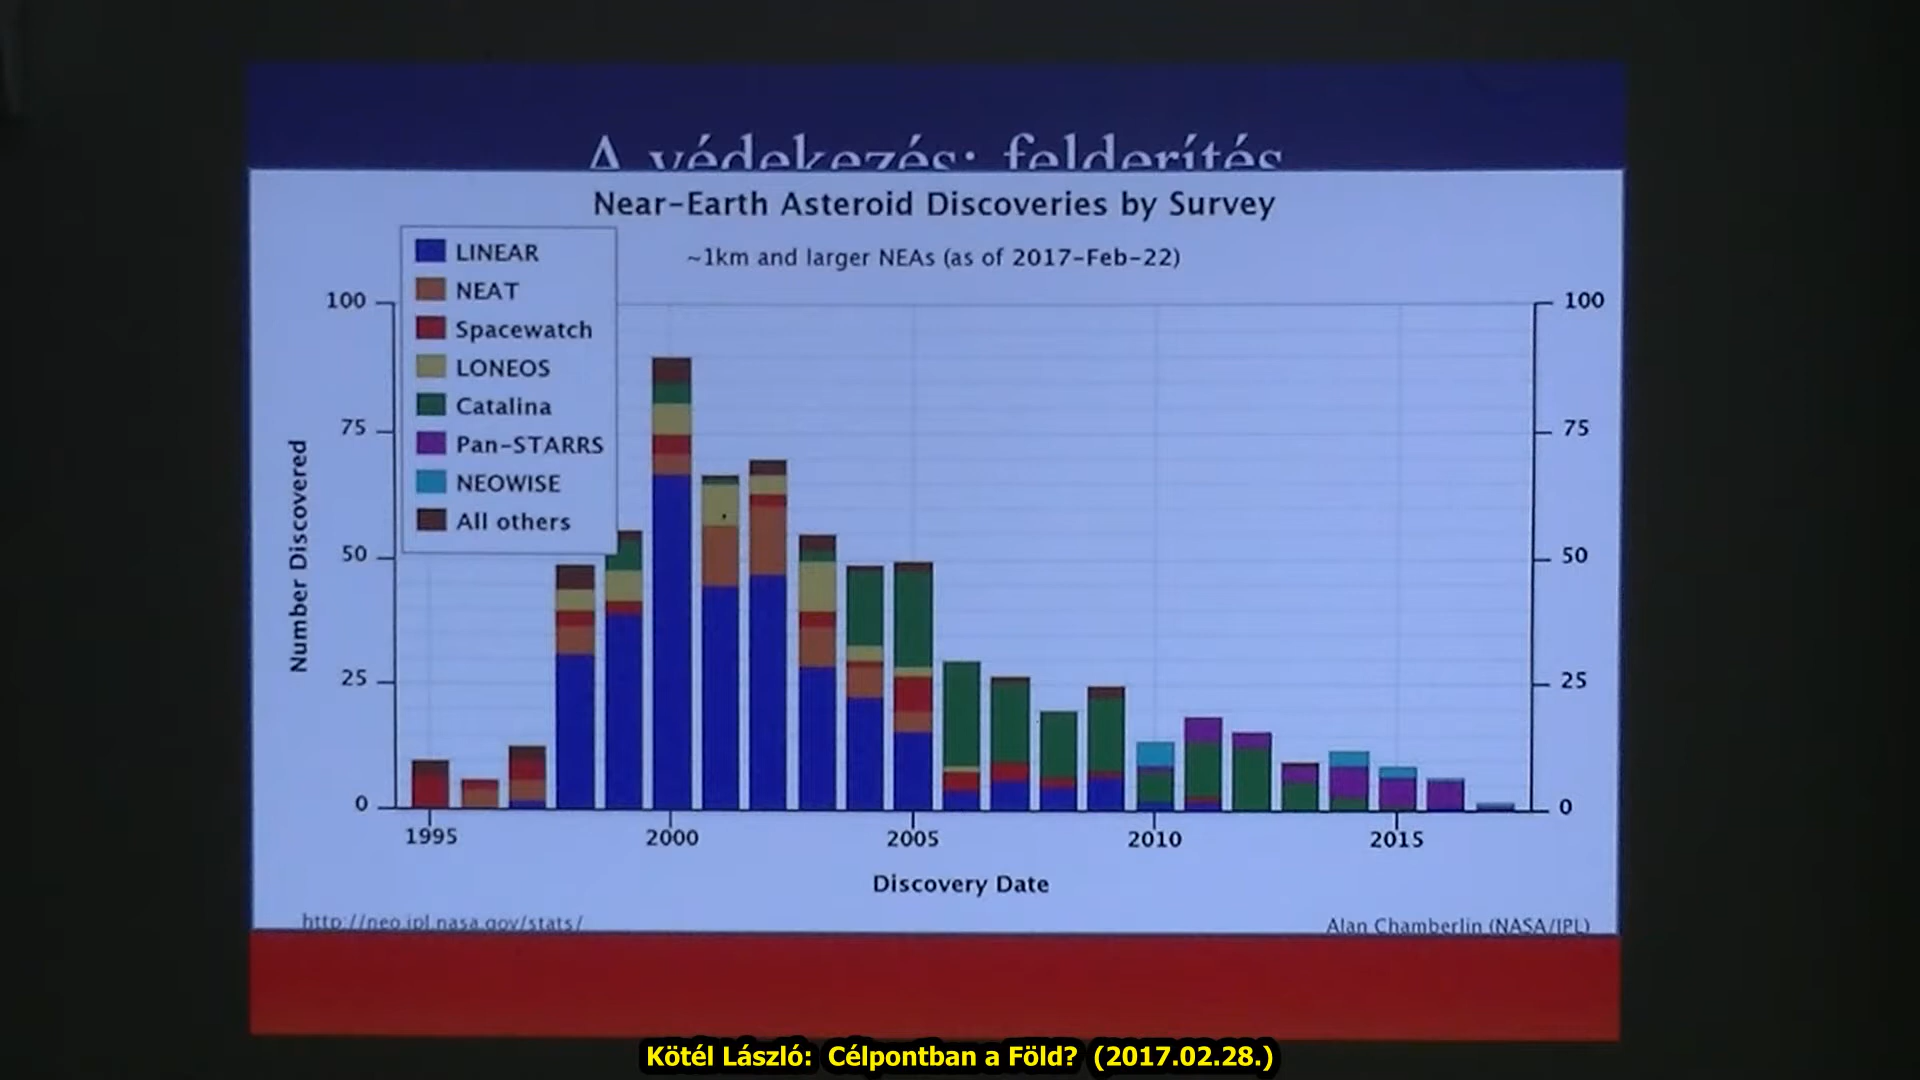 A védekezés: felderítés
Near-Earth Asteroid Discoveries by Survey
~1km and larger NEAs (as of 2017-Feb-22)
LINEAR
NEAT
Spacewatch
LONEOS
Catalina
Pan-STARRS
NEOWISE
All others
Number Discovered
100
75
50
25
0
100
75
50
25
0
1995 2000 2005 2010 2015
Discovery Date
http://neo.jpl.nasa.gov/stats/
Alan Chamberlin (NASA/JPL)
Kötél László: Célpontban a Föld? (2017.02.28.)